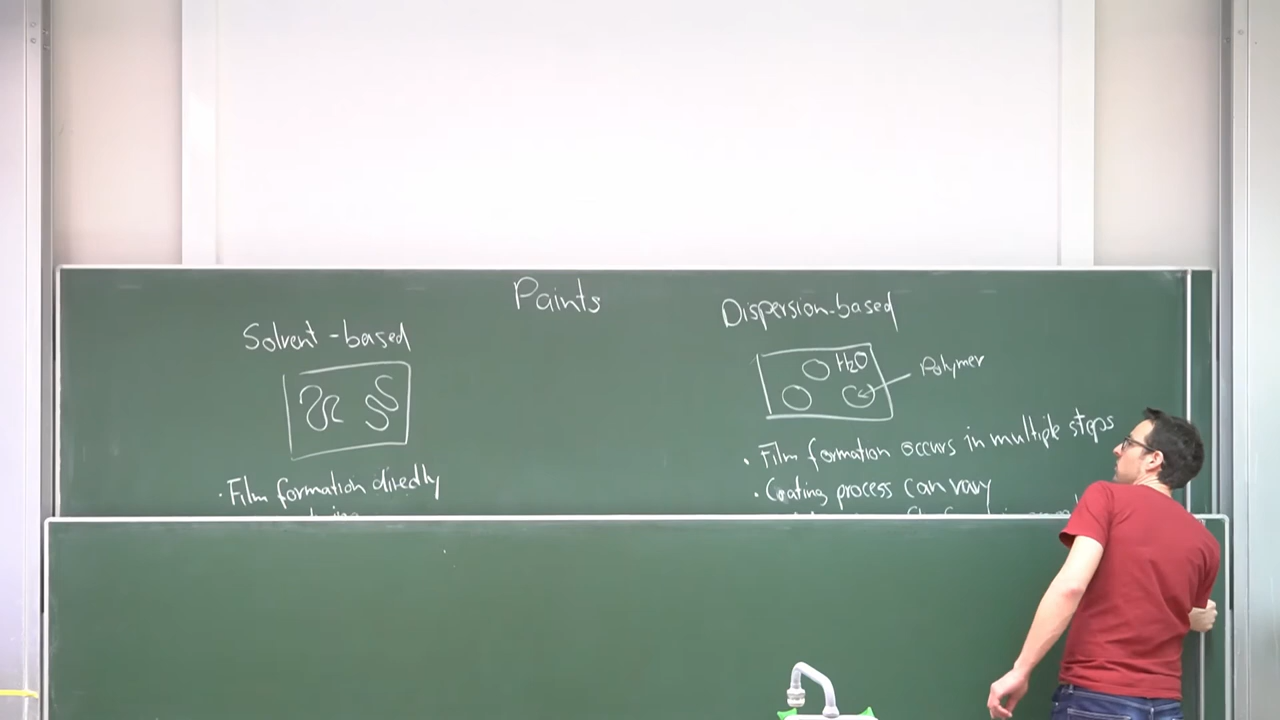 Paints
Solvent-based
Film formation directly
Dispersion-based
H₂O
Polymer
· Film formation occurs in multiple steps
· Coating process can vary